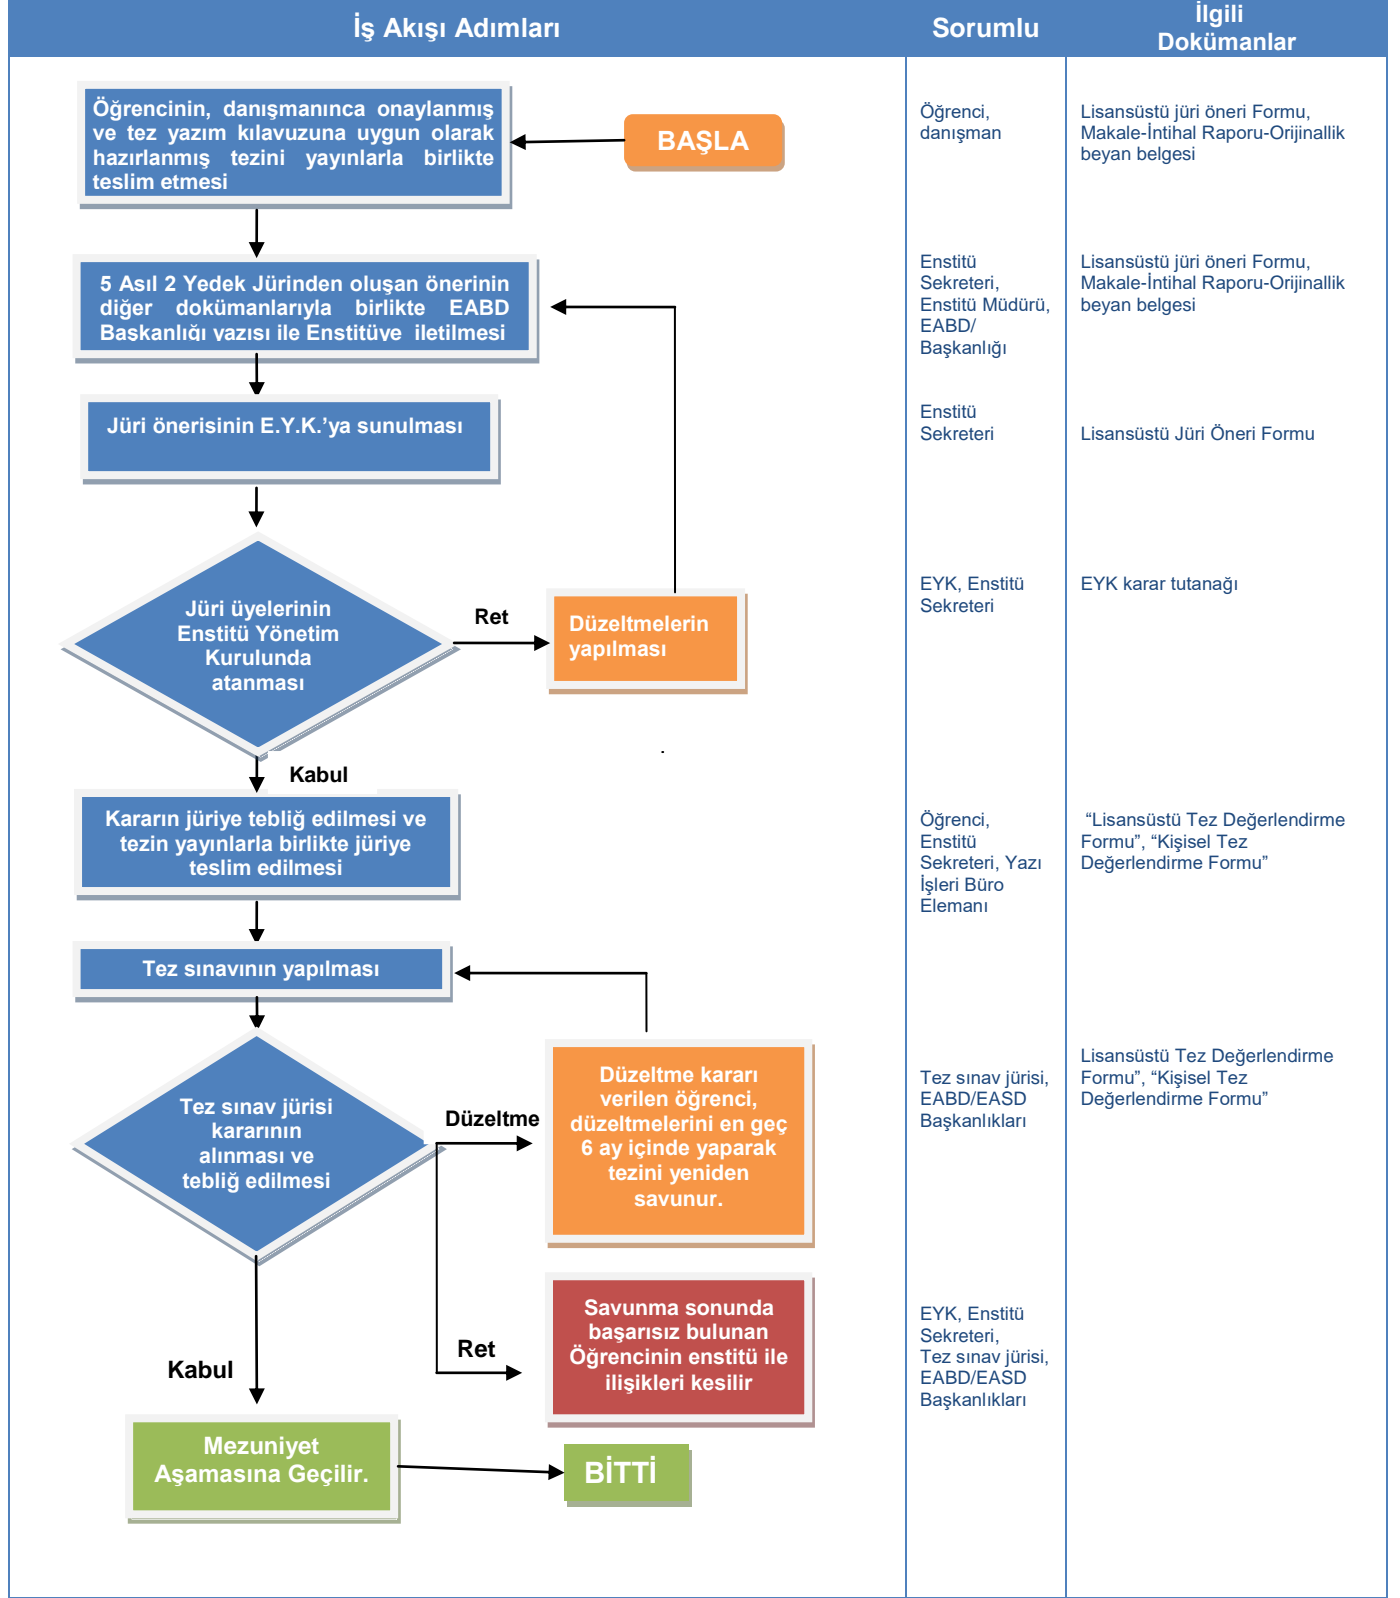 İş Akışı Adımları
Sorumlu
İlgili
Dokümanlar
Öğrencinin, danışmanınca onaylanmış
ve tez yazım kılavuzuna uygun olarak
hazırlanmış tezini yayınlarla birlikte
teslim etmesi
BAŞLA
Öğrenci,
danışman
Lisansüstü jüri öneri Formu,
Makale-İntihal Raporu-Orijinallik
beyan belgesi
5 Asıl 2 Yedek Jürinden oluşan önerinin
diğer dokümanlarıyla birlikte EABD
Başkanlığı yazısı ile Enstitüye iletilmesi
Enstitü
Sekreteri,
Enstitü Müdürü,
EABD/
Başkanlığı
Lisansüstü jüri öneri Formu,
Makale-İntihal Raporu-Orijinallik
beyan belgesi
Jüri önerisinin E.Y.K.’ya sunulması
Enstitü
Sekreteri
Lisansüstü Jüri Öneri Formu
Jüri üyelerinin
Enstitü Yönetim
Kurulunda
atanması
Ret
Düzeltmelerin
yapılması
EYK, Enstitü
Sekreteri
EYK karar tutanağı
.
Kabul
Kararın jüriye tebliğ edilmesi ve
tezin yayınlarla birlikte jüriye
teslim edilmesi
Öğrenci,
Enstitü
Sekreteri, Yazı
İşleri Büro
Elemanı
“Lisansüstü Tez Değerlendirme
Formu”, “Kişisel Tez
Değerlendirme Formu”
Tez sınavının yapılması
Tez sınav jürisi
kararının
alınması ve
tebliğ edilmesi
Düzeltme
Düzeltme kararı
verilen öğrenci,
düzeltmelerini en geç
6 ay içinde yaparak
tezini yeniden
savunur.
Tez sınav jürisi,
EABD/EASD
Başkanlıkları
Lisansüstü Tez Değerlendirme
Formu”, “Kişisel Tez
Değerlendirme Formu”
Ret
Savunma sonunda
başarısız bulunan
Öğrencinin enstitü ile
ilişikleri kesilir
EYK, Enstitü
Sekreteri,
Tez sınav jürisi,
EABD/EASD
Başkanlıkları
Kabul
Mezuniyet
Aşamasına Geçilir.
BİTTİ